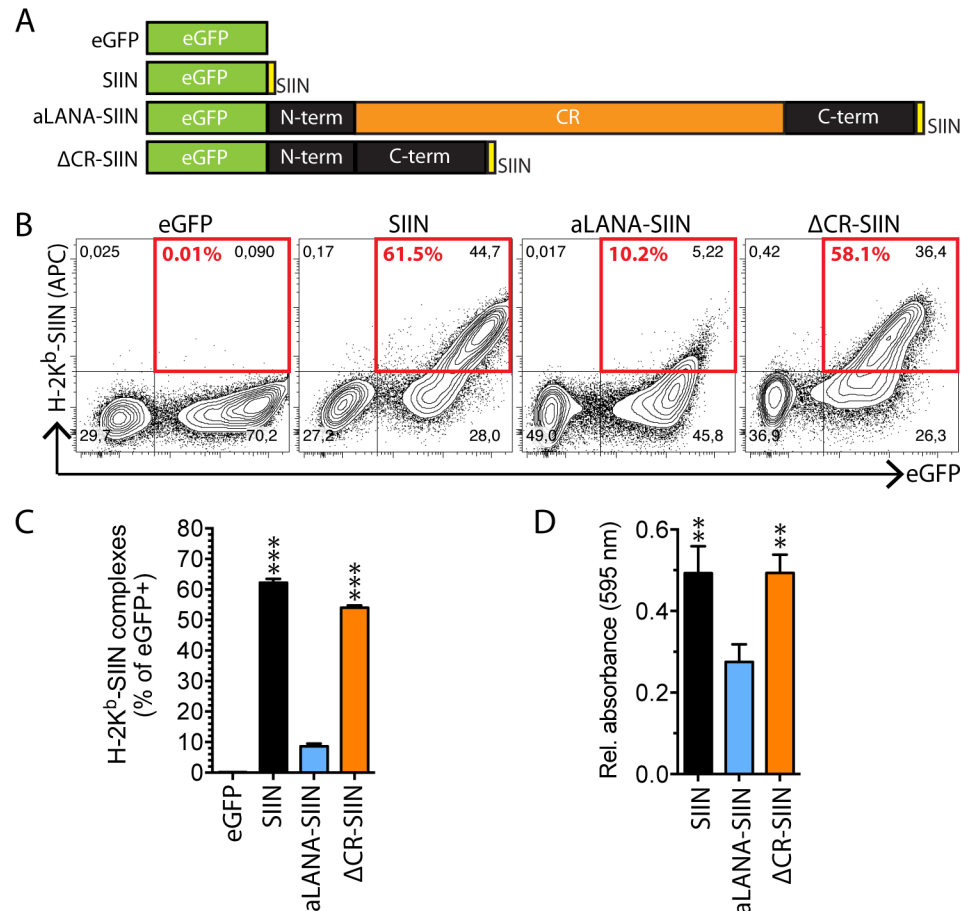 A
eGFP eGFP
SIIN eGFP SIIN
aLANA-SIIN eGFP N-term CR C-term SIIN
ΔCR-SIIN eGFP N-term C-term SIIN
B
eGFP SIIN aLANA-SIIN ΔCR-SIIN
0,025 0.01% 0,090 0,17 61.5% 44,7 0,017 10.2% 5,22 0,42 58.1% 36,4
H-2Kᵇ-SIIN (APC)
29,7 70,2 27,2 28,0 49,0 45,8 36,9 26,3
eGFP
C
H-2Kᵇ-SIIN complexes
(% of eGFP+)
80
70
60
50
40
30
20
10
0
*** ***
eGFP SIIN aLANA-SIIN ΔCR-SIIN
D
Rel. absorbance (595 nm)
0.6
0.4
0.2
0.0
** **
SIIN aLANA-SIIN ΔCR-SIIN